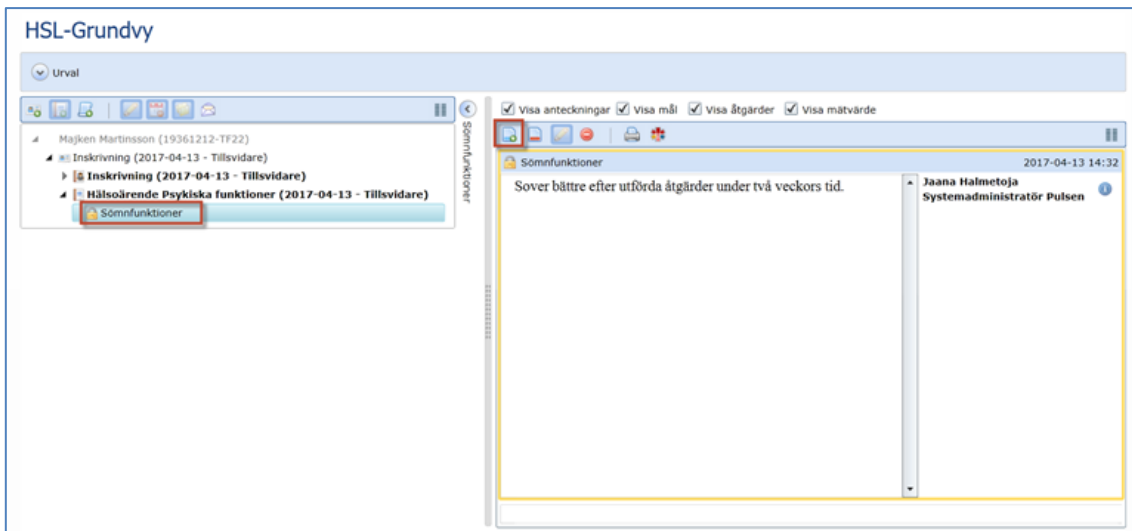 HSL-Grundvy
Urval
Visa anteckningar Visa mål Visa åtgärder Visa mätvärde
Majken Martinsson (19361212-TF22)
Inskrivning (2017-04-13 - Tillsvidare)
Inskrivning (2017-04-13 - Tillsvidare)
Hälsoärende Psykiska funktioner (2017-04-13 - Tillsvidare)
Sömnfunktioner
Sömnfunktioner
Sömnfunktioner 2017-04-13 14:32
Sover bättre efter utförda åtgärder under två veckors tid.
Jaana Halmetoja
Systemadministratör Pulsen